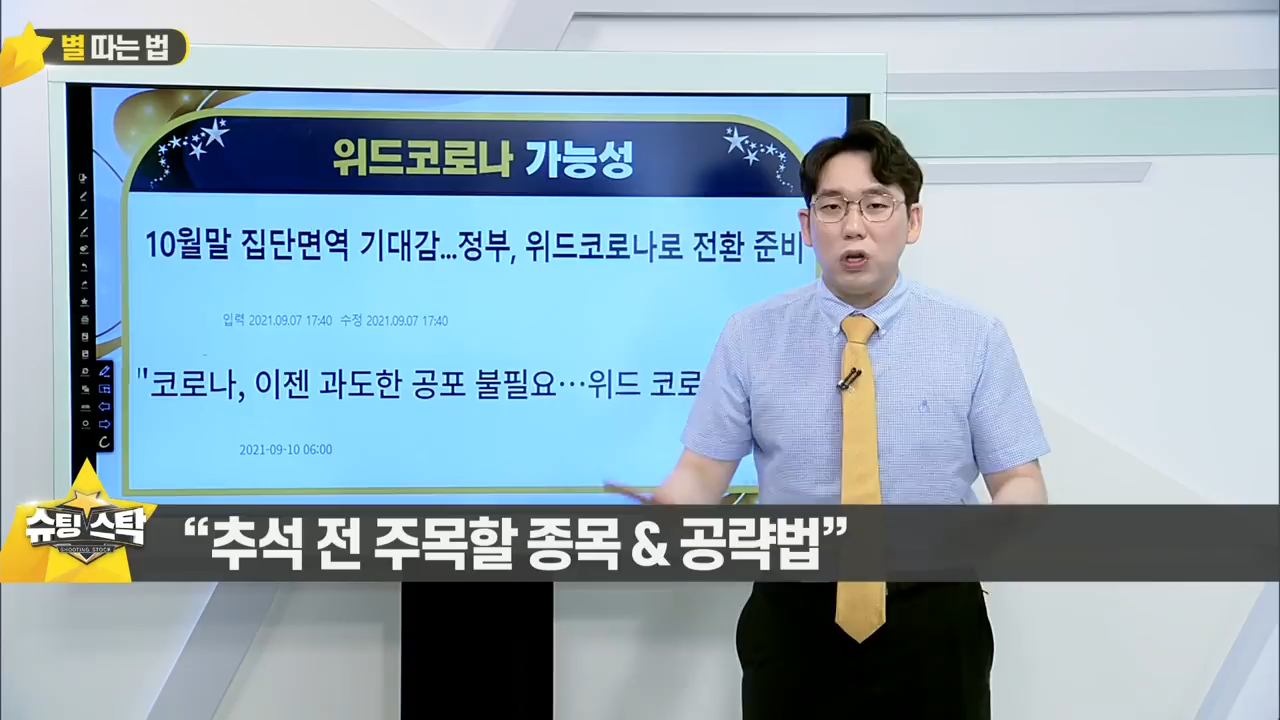 별 따는 법
위드코로나 가능성
10월말 집단면역 기대감...정부, 위드코로나로 전환 준비
입력 2021.09.07 17:40 수정 2021.09.07 17:40
"코로나, 이젠 과도한 공포 불필요…위드 코로
2021-09-10 06:00
슈팅스탁
SHOOTING STOCK
“추석 전 주목할 종목 & 공략법”